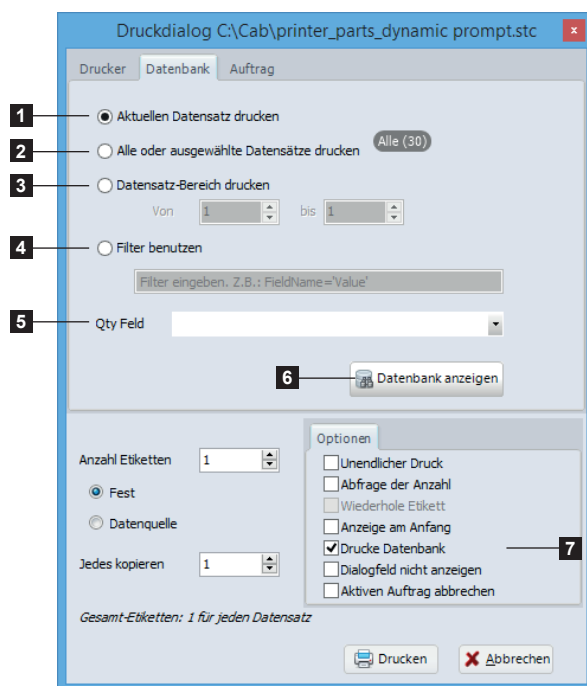 Druckdialog C:\Cab\printer_parts_dynamic prompt.stc x
Drucker Datenbank Auftrag
1 Aktuellen Datensatz drucken
2 Alle oder ausgewählte Datensätze drucken Alle (30)
3 Datensatz-Bereich drucken
Von 1 bis 1
4 Filter benutzen
Filter eingeben. Z.B.: FieldName='Value'
5 Qty Feld
6 Datenbank anzeigen
Anzahl Etiketten 1
Fest
Datenquelle
Jedes kopieren 1
Gesamt-Etiketten: 1 für jeden Datensatz
Optionen
Unendlicher Druck
Abfrage der Anzahl
Wiederhole Etikett
Anzeige am Anfang
Drucke Datenbank 7
Dialogfeld nicht anzeigen
Aktiven Auftrag abbrechen
Drucken Abbrechen